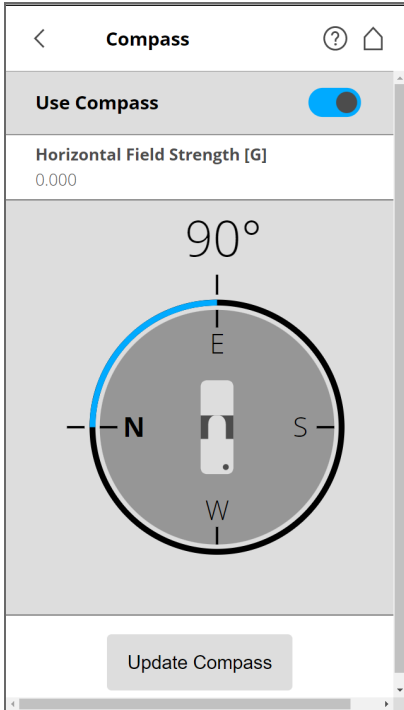 Compass
Use Compass
Horizontal Field Strength [G]
0.000
90°
E
N
S
W
Update Compass